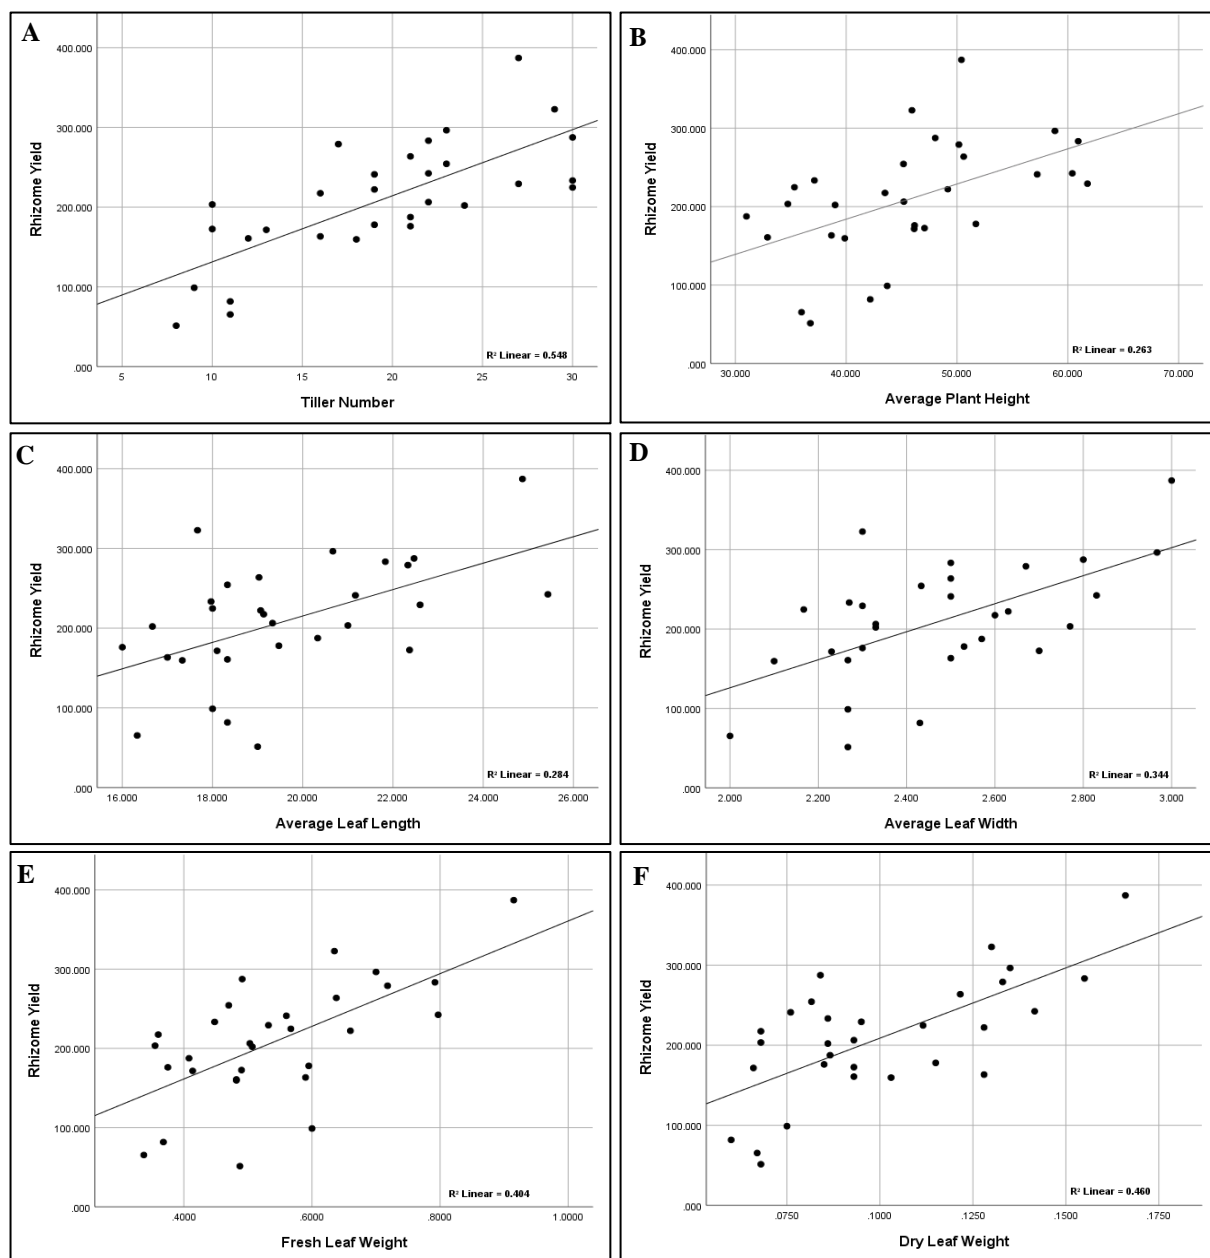 A
Rhizome Yield
400.000
300.000
200.000
100.000
.000
5 10 15 20 25 30
R² Linear = 0.548
Tiller Number
B
Rhizome Yield
400.000
300.000
200.000
100.000
.000
30.000 40.000 50.000 60.000 70.000
R² Linear = 0.263
Average Plant Height
C
Rhizome Yield
400.000
300.000
200.000
100.000
.000
16.000 18.000 20.000 22.000 24.000 26.000
R² Linear = 0.284
Average Leaf Length
D
Rhizome Yield
400.000
300.000
200.000
100.000
.000
2.000 2.200 2.400 2.600 2.800 3.000
R² Linear = 0.344
Average Leaf Width
E
Rhizome Yield
400.000
300.000
200.000
100.000
.000
.4000 .6000 .8000 1.0000
R² Linear = 0.404
Fresh Leaf Weight
F
Rhizome Yield
400.000
300.000
200.000
100.000
.000
.0750 .1000 .1250 .1500 .1750
R² Linear = 0.460
Dry Leaf Weight